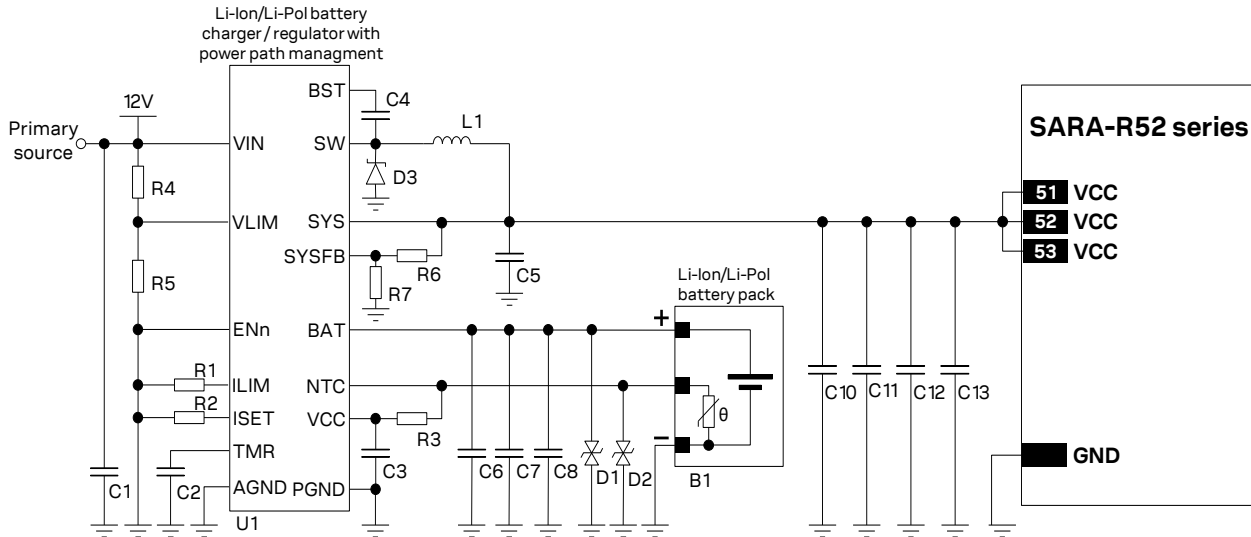 Li-Ion/Li-Pol battery
charger / regulator with
power path managment
12V
Primary
source
VIN
VLIM
ENn
ILIM
ISET
TMR
AGND
BST
SW
SYS
SYSFB
BAT
NTC
VCC
PGND
U1
R4
R5
R1
R2
C1
C2
C4
L1
D3
R6
R7
C5
R3
C3
C6
C7
C8
D1
D2
Li-Ion/Li-Pol
battery pack
+
θ
–
B1
C10
C11
C12
C13
SARA-R52 series
51 VCC
52 VCC
53 VCC
GND